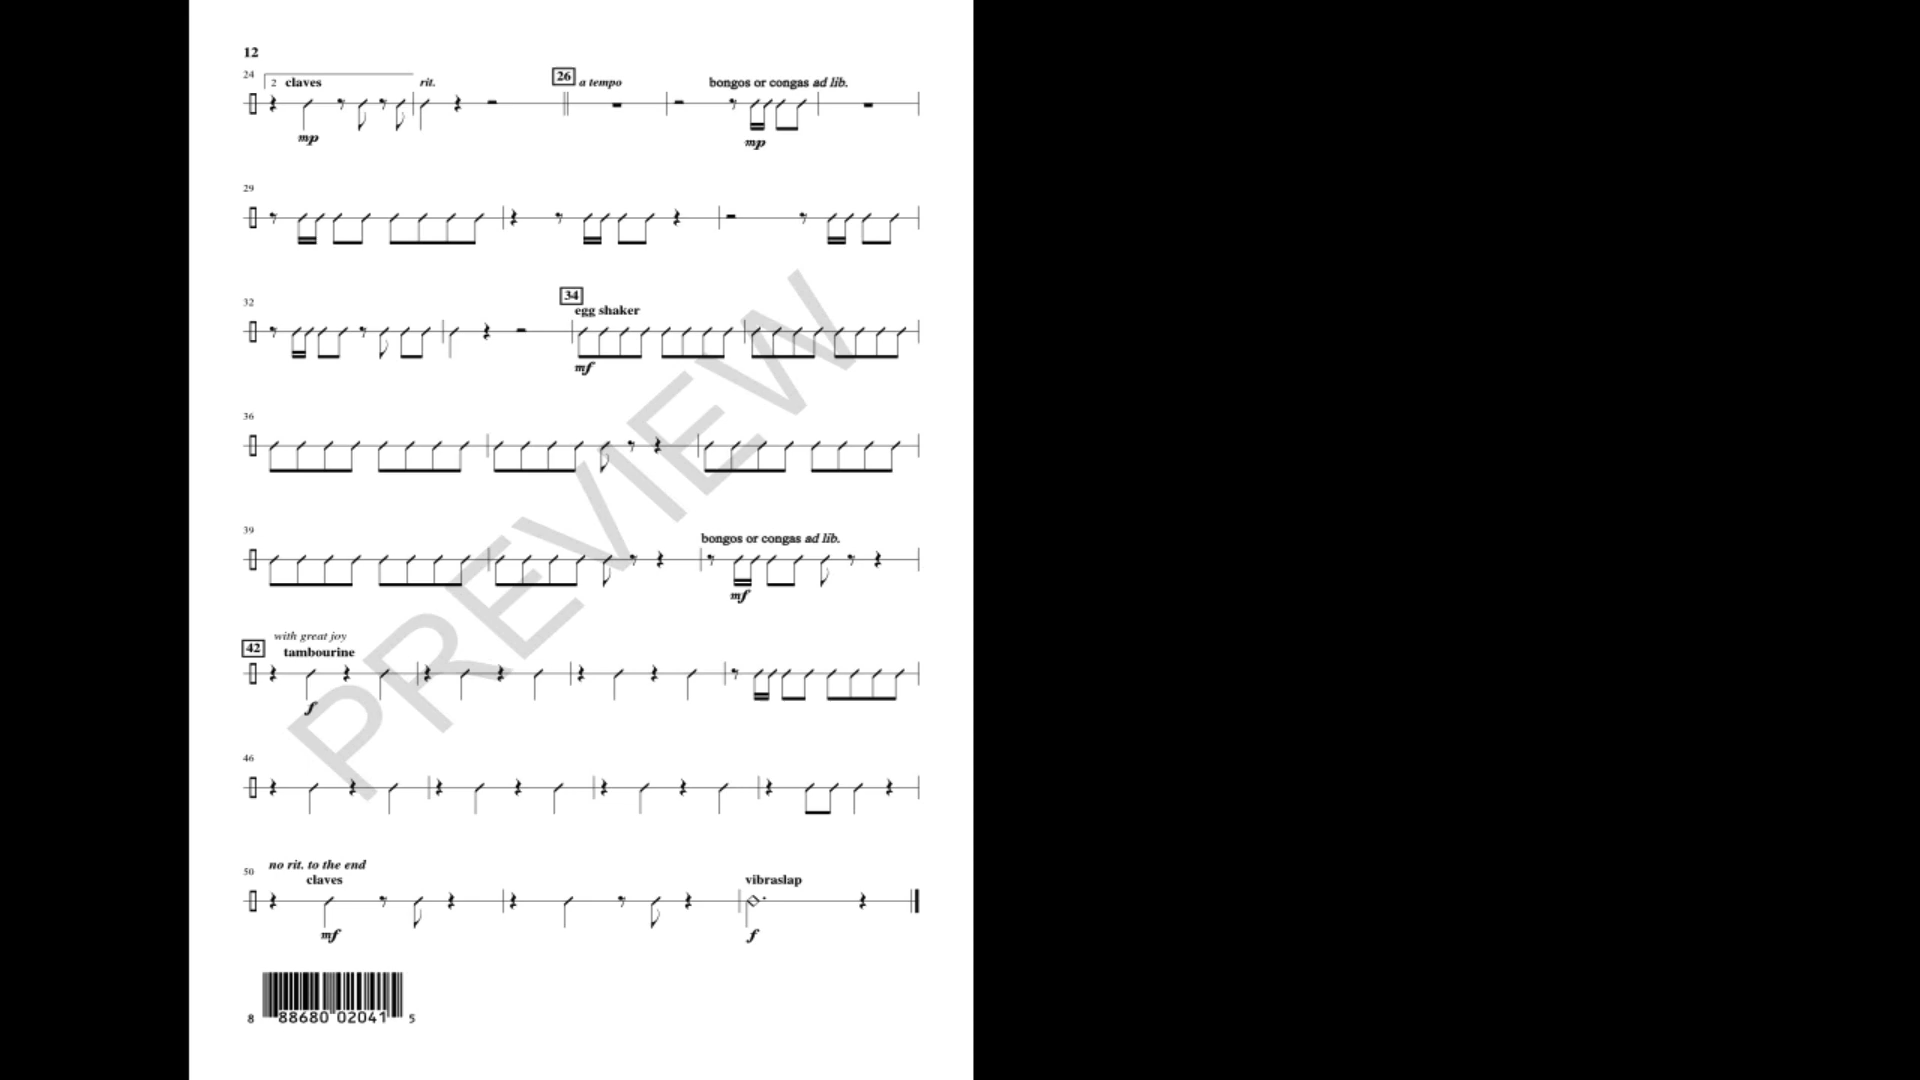 12
24 2 claves rit. 26 a tempo bongos or congas ad lib.
mp mp
29
32 34
egg shaker
mf
36
39 bongos or congas ad lib.
mf
with great joy
42 tambourine
f
46
no rit. to the end
50 claves vibraslap
mf f
PREVIEW
8 88680 02041 5